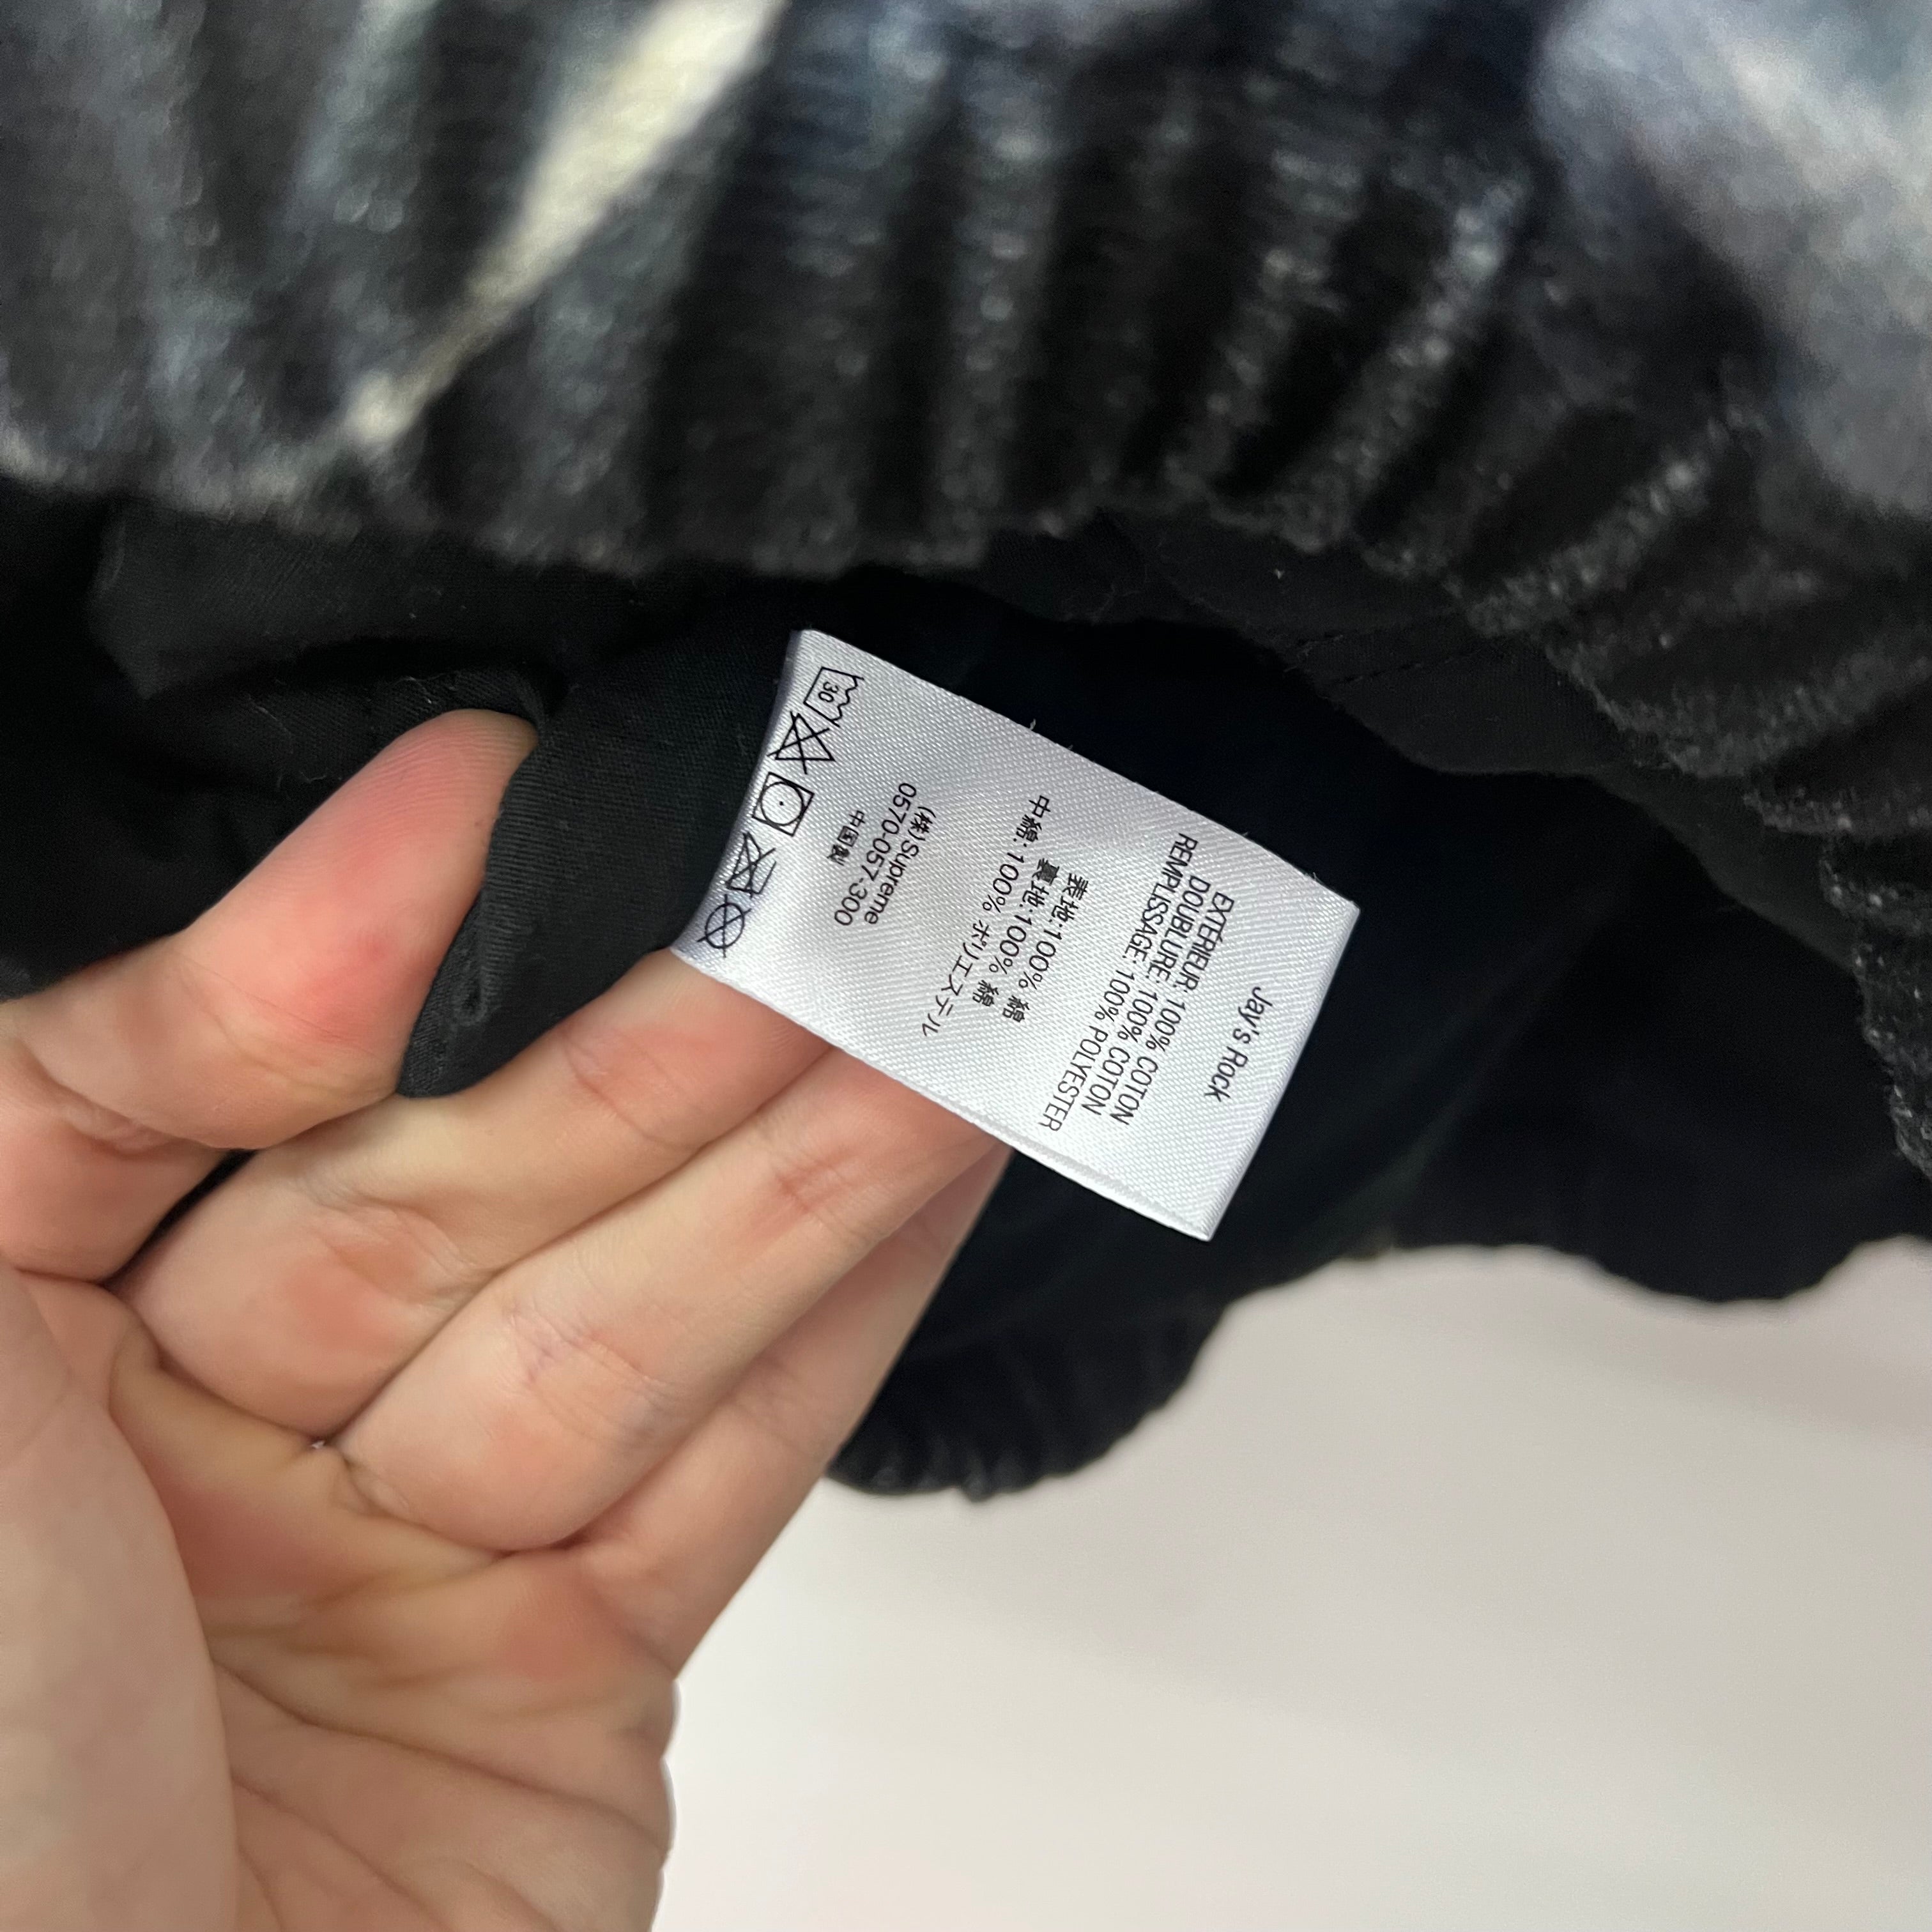 Jay's Rock
EXTÉRIEUR: 100% COTON
DOUBLURE: 100% COTON
REMPLISSAGE: 100% POLYESTER
表地:100% 綿
裏地:100% 綿
中綿: 100% ポリエステル
(株)Supreme
0570-057-300
中国製
30